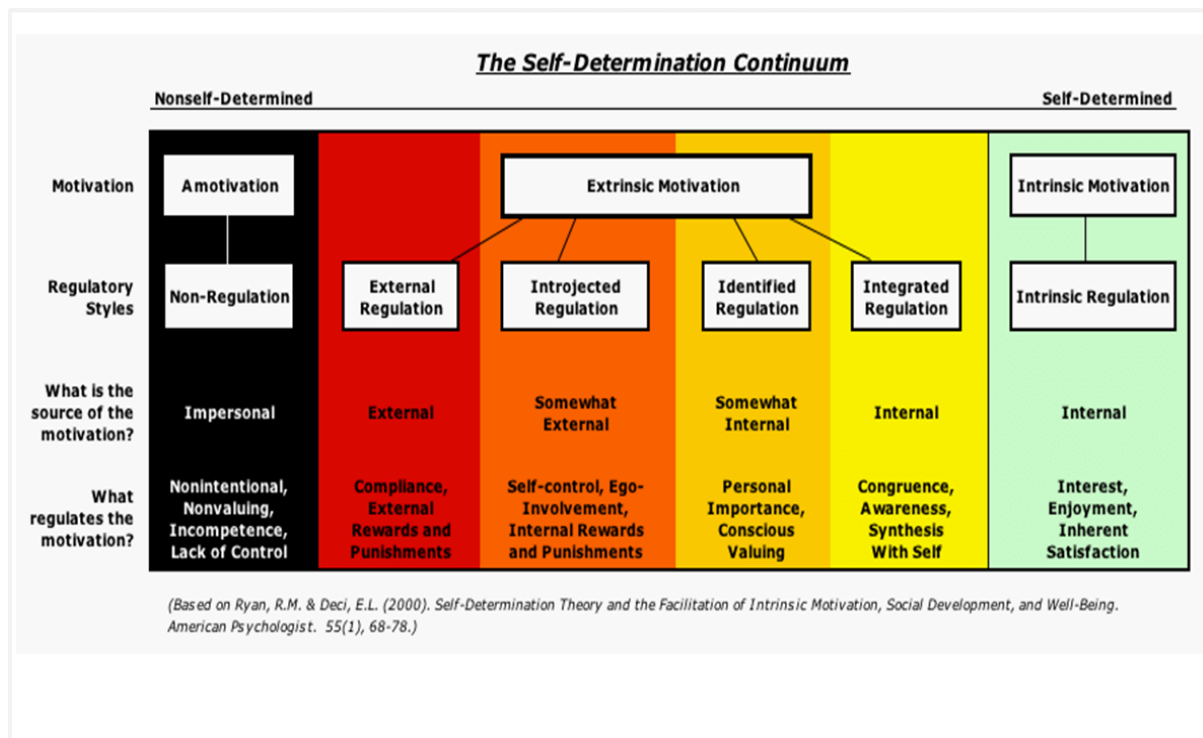 The Self-Determination Continuum
Nonself-Determined
Self-Determined
Motivation
Amotivation
Extrinsic Motivation
Intrinsic Motivation
Regulatory
Styles
Non-Regulation
External
Regulation
Introjected
Regulation
Identified
Regulation
Integrated
Regulation
Intrinsic Regulation
What is the
source of the
motivation?
Impersonal
External
Somewhat
External
Somewhat
Internal
Internal
Internal
What
regulates the
motivation?
Nonintentional,
Nonvaluing,
Incompetence,
Lack of Control
Compliance,
External
Rewards and
Punishments
Self-control, Ego-
Involvement,
Internal Rewards
and Punishments
Personal
Importance,
Conscious
Valuing
Congruence,
Awareness,
Synthesis
With Self
Interest,
Enjoyment,
Inherent
Satisfaction
(Based on Ryan, R.M. & Deci, E.L. (2000). Self-Determination Theory and the Facilitation of Intrinsic Motivation, Social Development, and Well-Being.
American Psychologist. 55(1), 68-78.)